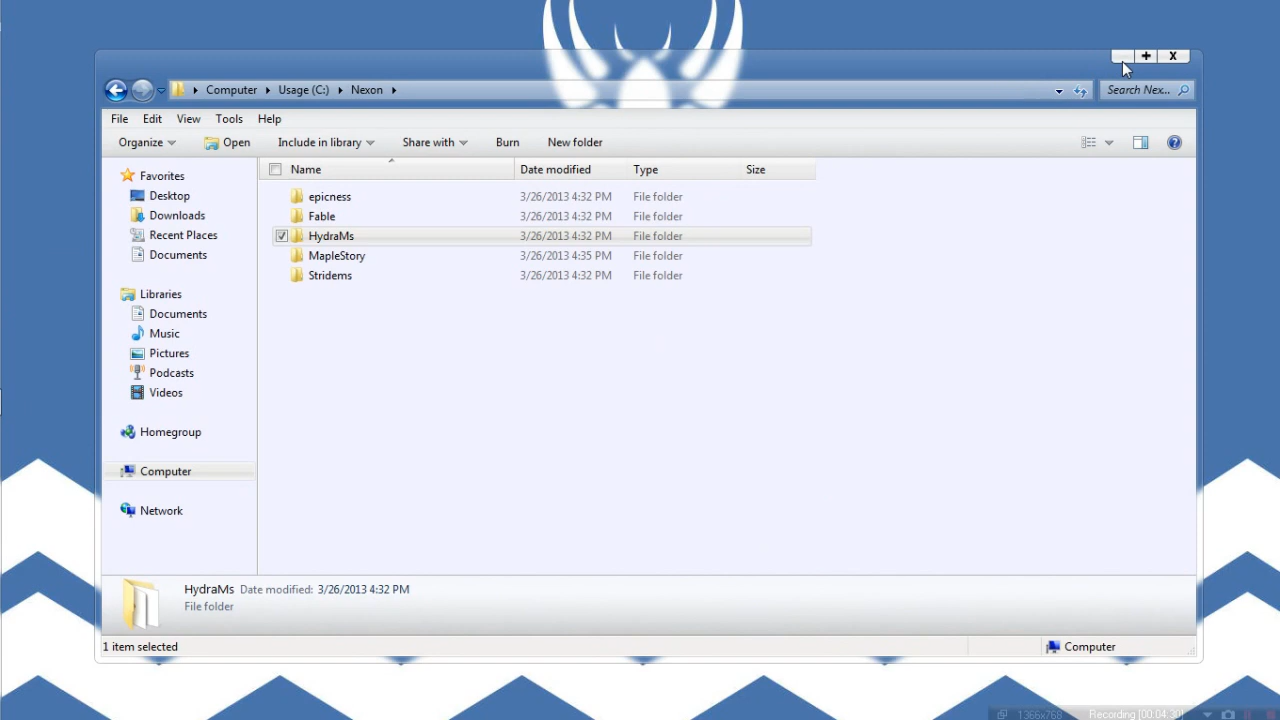 + X
Computer Usage (C:) Nexon
Search Nex...
File Edit View Tools Help
Organize Open Include in library Share with Burn New folder
Name Date modified Type Size
Favorites
Desktop
Downloads
Recent Places
Documents
Libraries
Documents
Music
Pictures
Podcasts
Videos
Homegroup
Computer
Network
epicness 3/26/2013 4:32 PM File folder
Fable 3/26/2013 4:32 PM File folder
HydraMs 3/26/2013 4:32 PM File folder
MapleStory 3/26/2013 4:35 PM File folder
Stridems 3/26/2013 4:32 PM File folder
HydraMs Date modified: 3/26/2013 4:32 PM
File folder
1 item selected
Computer
1366x768 Recording [00:04:30]